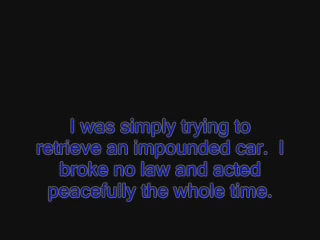 I was simply trying to
retrieve an impounded car.  I
broke no law and acted
peacefully the whole time.